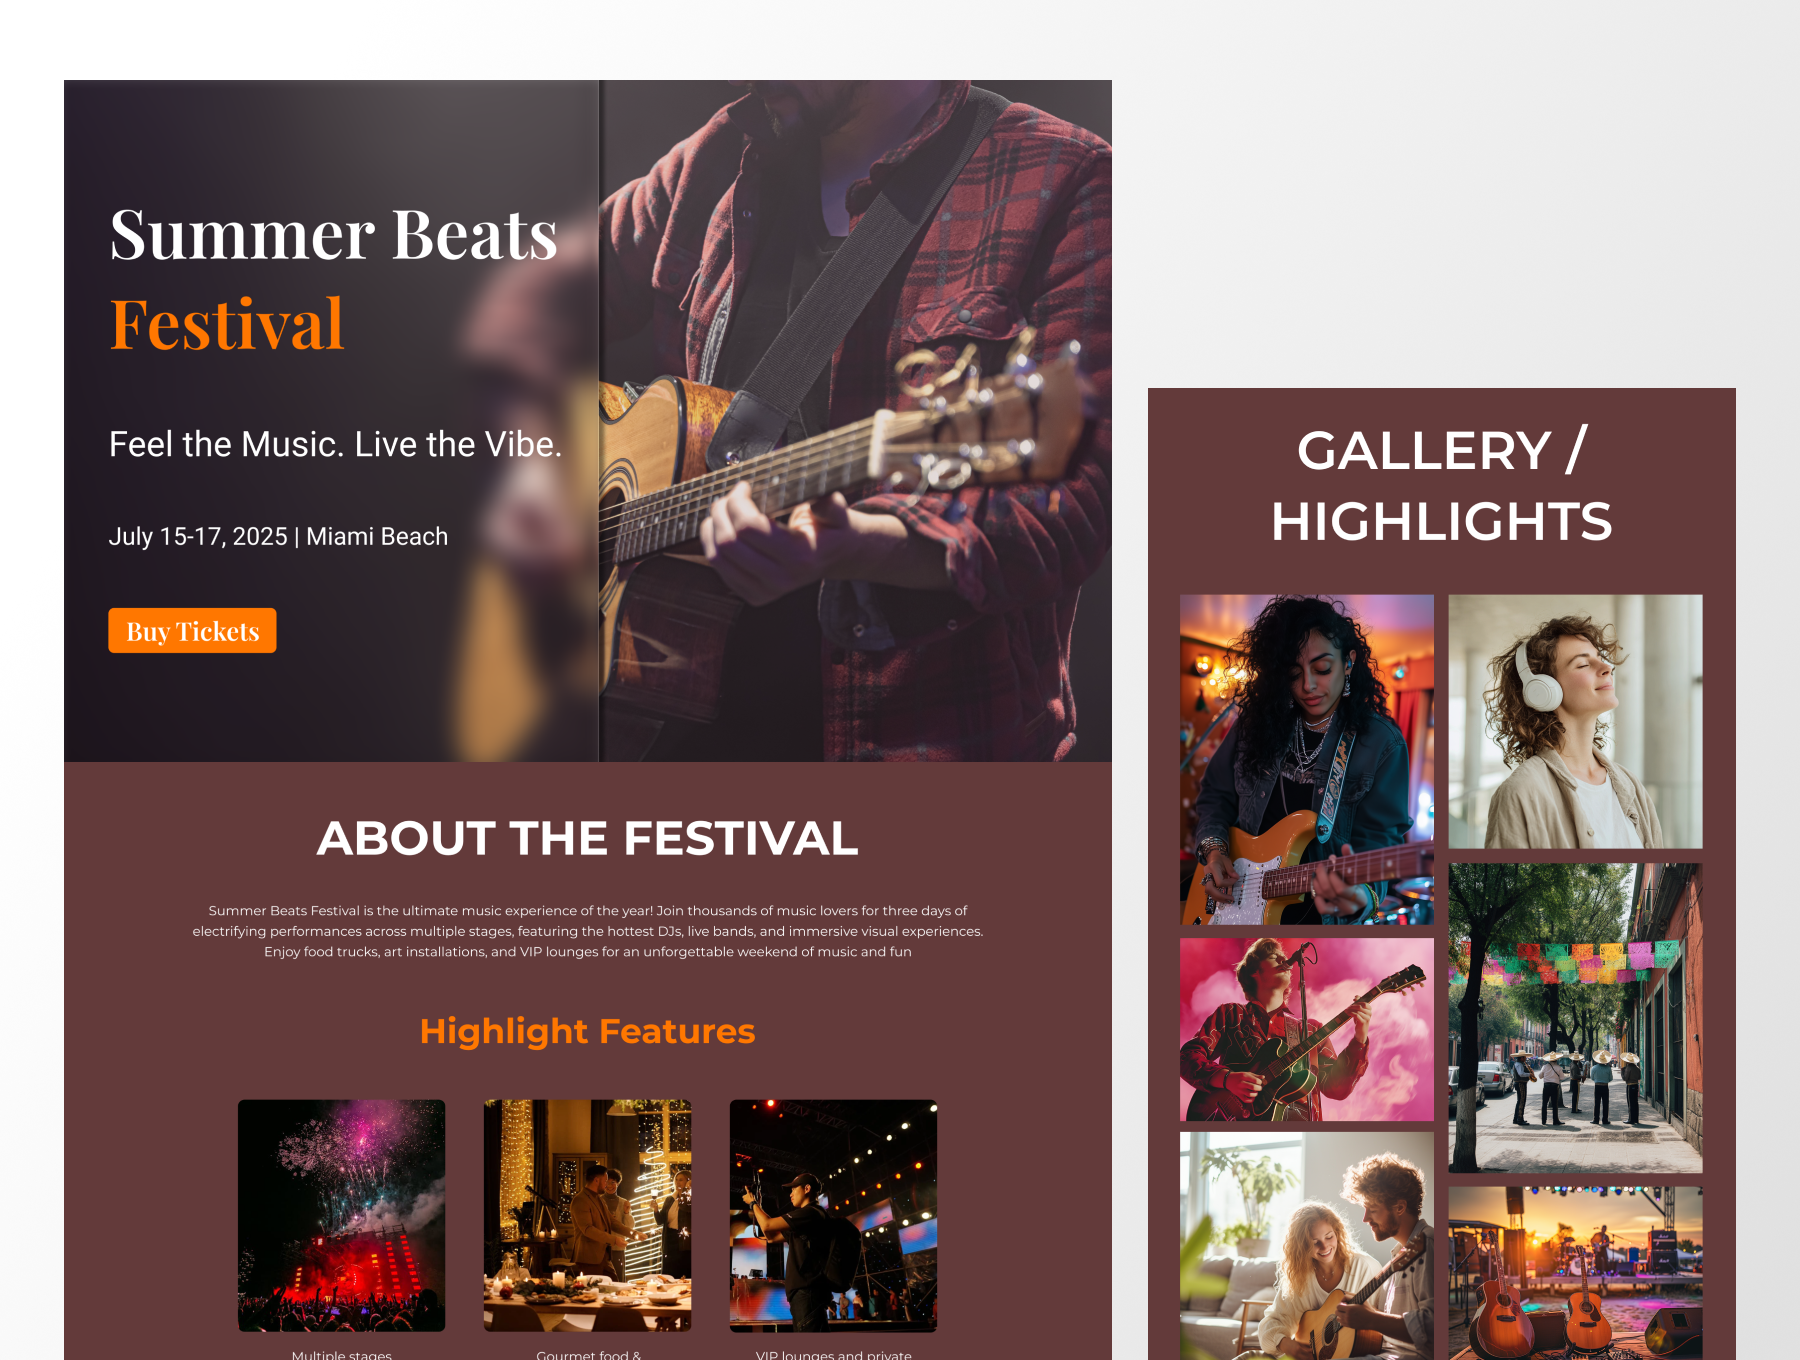 Summer Beats
Festival
Feel the Music. Live the Vibe.
July 15-17, 2025 | Miami Beach
Buy Tickets
ABOUT THE FESTIVAL
Summer Beats Festival is the ultimate music experience of the year! Join thousands of music lovers for three days of
electrifying performances across multiple stages, featuring the hottest DJs, live bands, and immersive visual experiences.
Enjoy food trucks, art installations, and VIP lounges for an unforgettable weekend of music and fun
Highlight Features
Multiple stages
Gourmet food &
VIP lounges and private
GALLERY /
HIGHLIGHTS